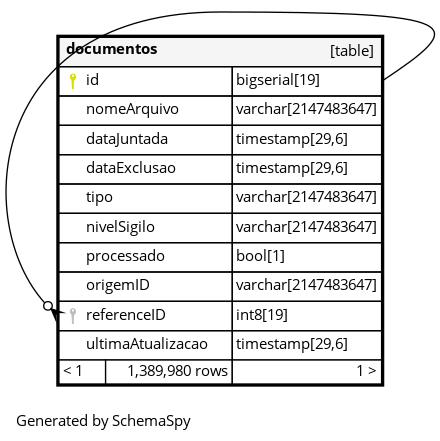 documentos [table]
id bigserial[19]
nomeArquivo varchar[2147483647]
dataJuntada timestamp[29,6]
dataExclusao timestamp[29,6]
tipo varchar[2147483647]
nivelSigilo varchar[2147483647]
processado bool[1]
origemID varchar[2147483647]
referenceID int8[19]
ultimaAtualizacao timestamp[29,6]
< 1 1,389,980 rows 1 >
Generated by SchemaSpy